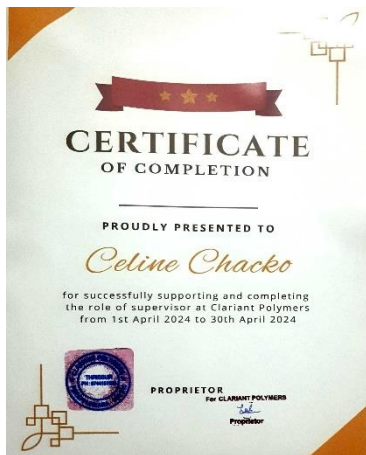 CERTIFICATE
OF COMPLETION
PROUDLY PRESENTED TO
Celine Chacko
for successfully supporting and completing
the role of supervisor at Clariant Polymers
from 1st April 2024 to 30th April 2024
THRISSUR
PROPRIETOR
For CLARIANT POLYMERS
Proprietor